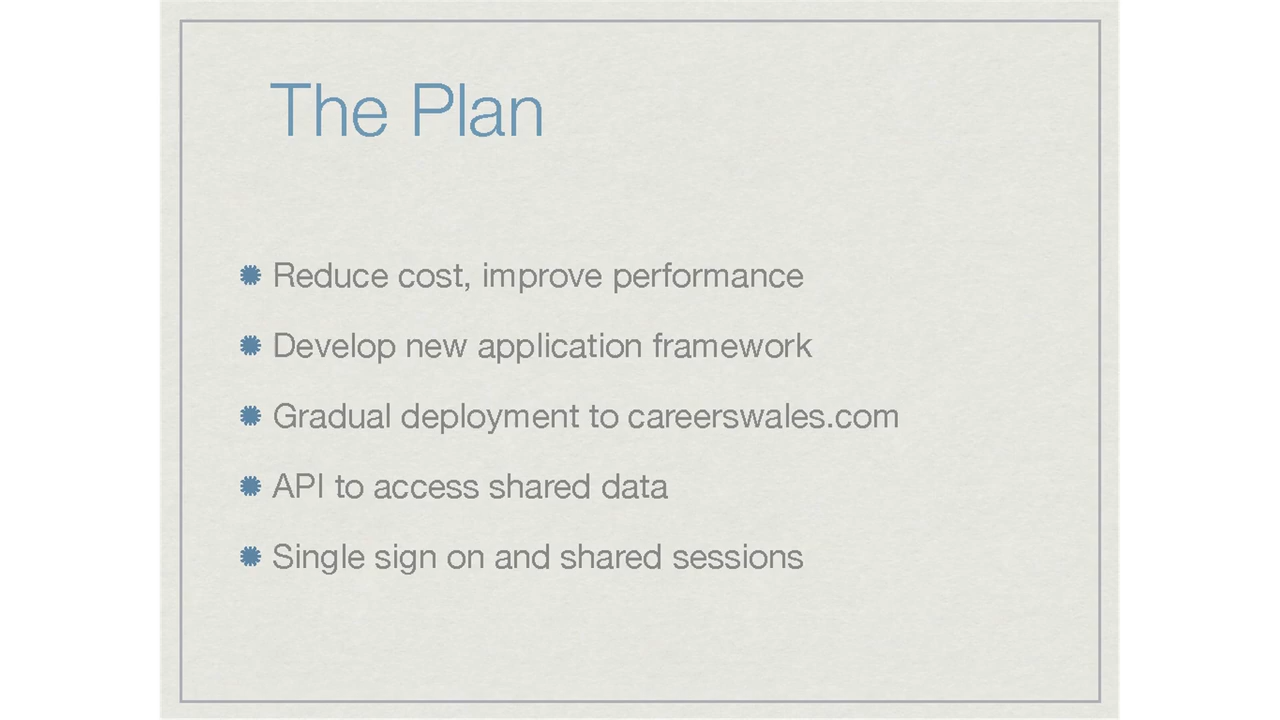 The Plan
Reduce cost, improve performance
Develop new application framework
Gradual deployment to careerswales.com
API to access shared data
Single sign on and shared sessions